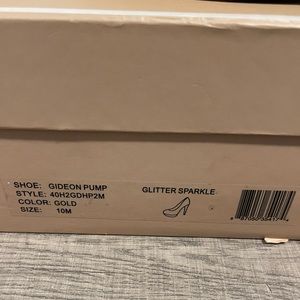 SHOE: GIDEON PUMP
STYLE: 40H2GDHP2M
COLOR: GOLD
SIZE: 10M
GLITTER SPARKLE